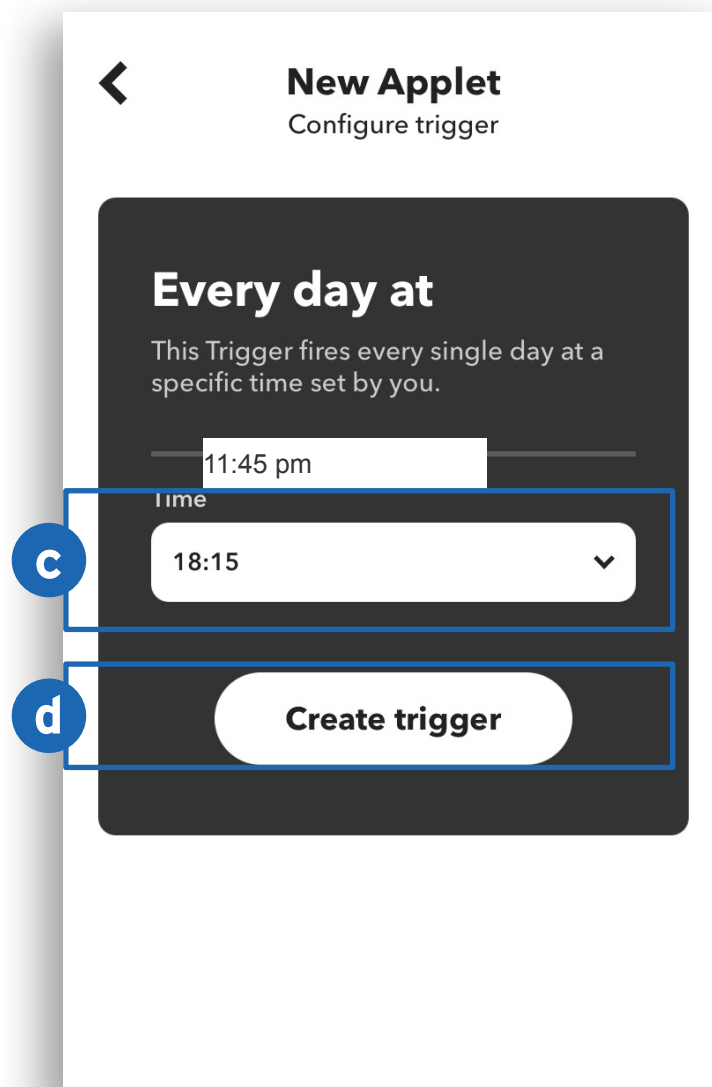 New Applet
Configure trigger
Every day at
This Trigger fires every single day at a
specific time set by you.
11:45 pm
Time
c
18:15
d
Create trigger